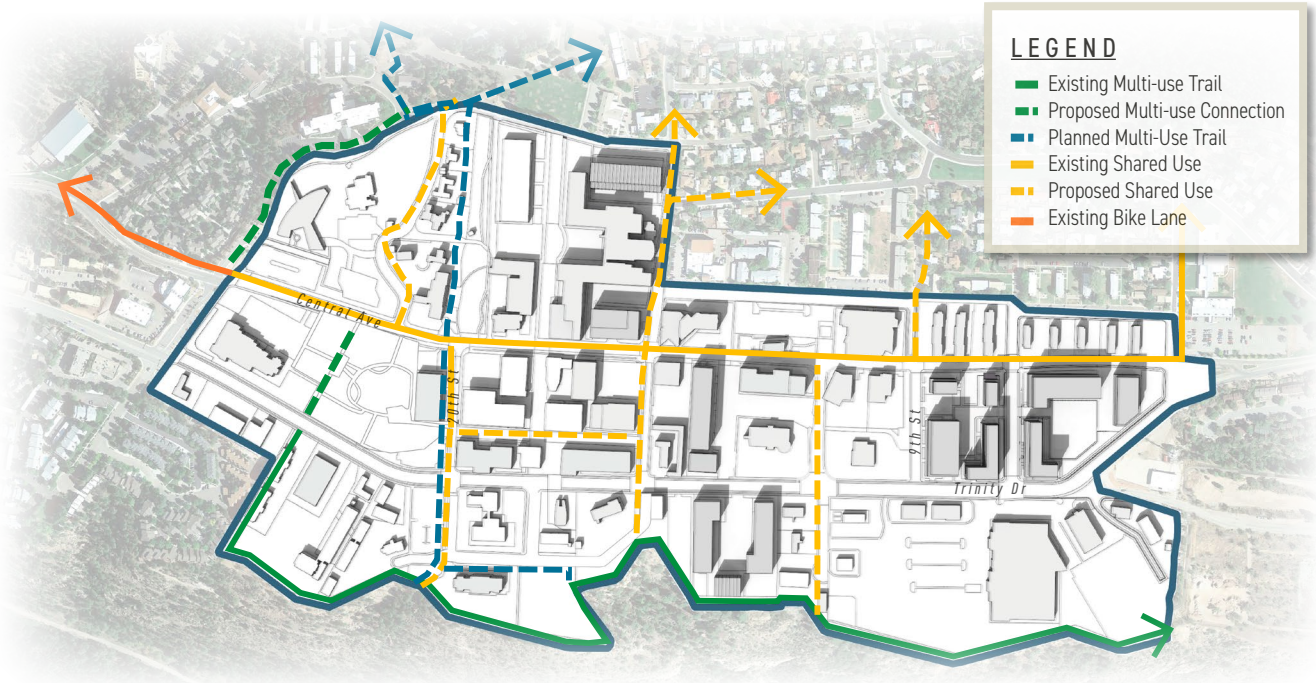 LEGEND
Existing Multi-use Trail
Proposed Multi-use Connection
Planned Multi-Use Trail
Existing Shared Use
Proposed Shared Use
Existing Bike Lane
Central Ave
20th St
9th St
Trinity Dr